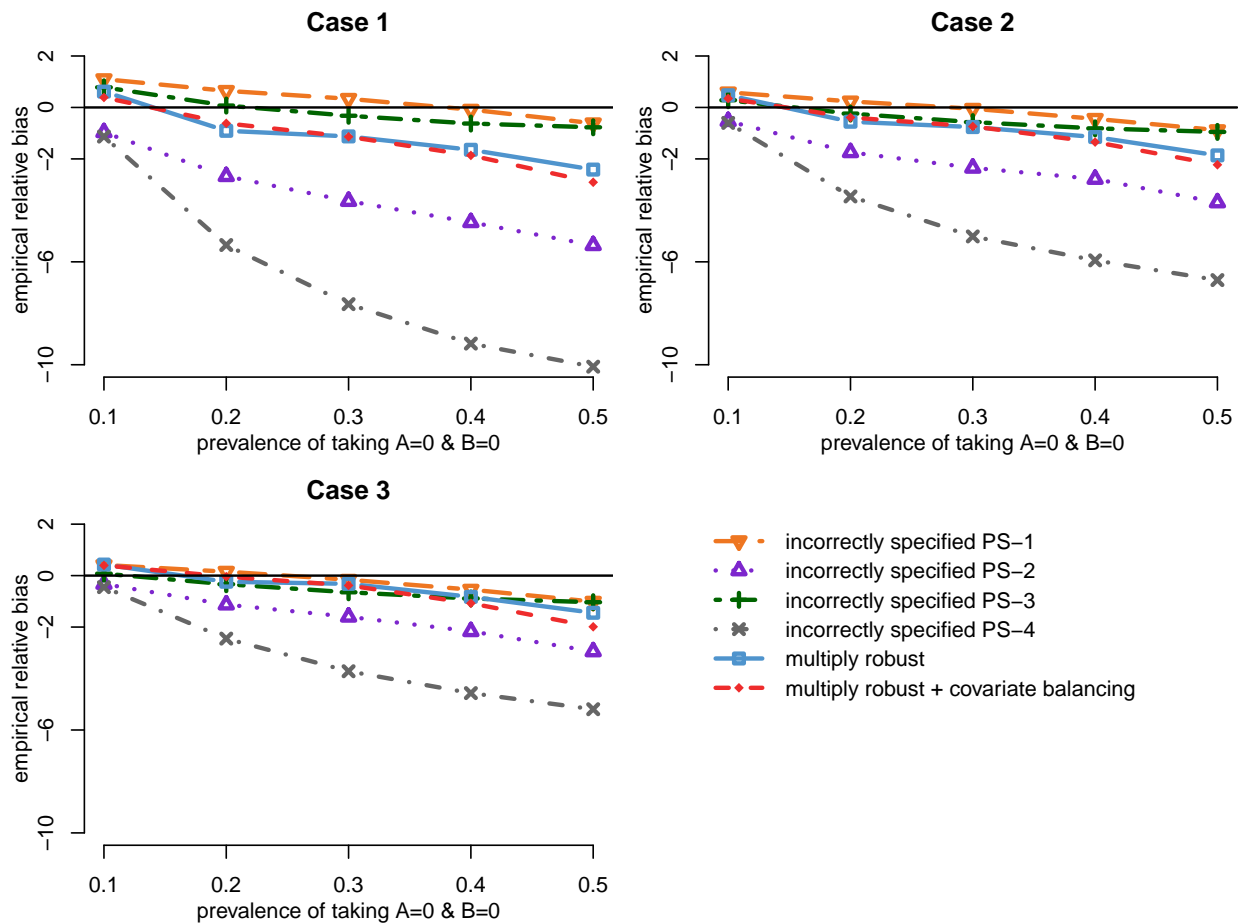 Case 1
empirical relative bias
2
0
−2
−6
−10
0.1 0.2 0.3 0.4 0.5
prevalence of taking A=0 & B=0
Case 2
empirical relative bias
2
0
−2
−6
−10
0.1 0.2 0.3 0.4 0.5
prevalence of taking A=0 & B=0
Case 3
empirical relative bias
2
0
−2
−6
−10
0.1 0.2 0.3 0.4 0.5
prevalence of taking A=0 & B=0
incorrectly specified PS−1
incorrectly specified PS−2
incorrectly specified PS−3
incorrectly specified PS−4
multiply robust
multiply robust + covariate balancing